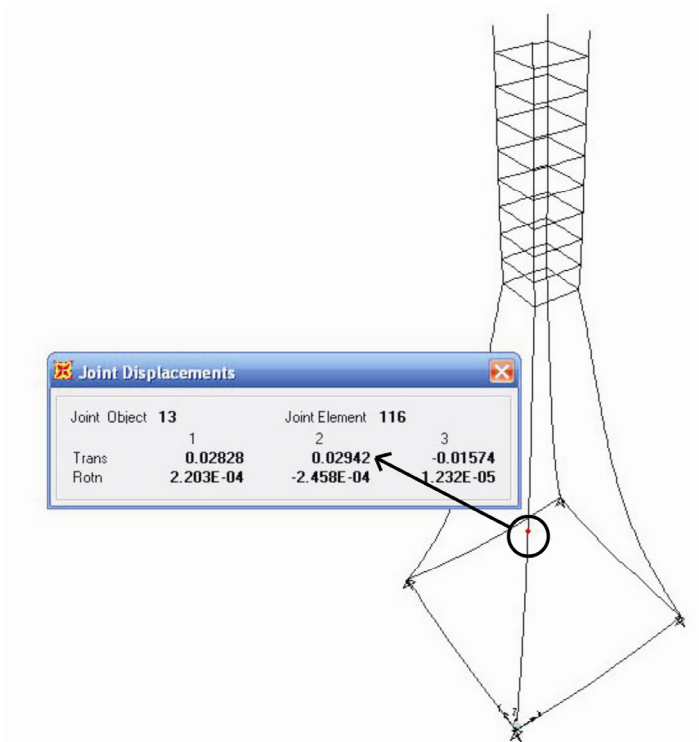 Joint Displacements
Joint Object 13 Joint Element 116
1 2 3
Trans 0.02828 0.02942 -0.01574
Rotn 2.203E-04 -2.458E-04 1.232E-05